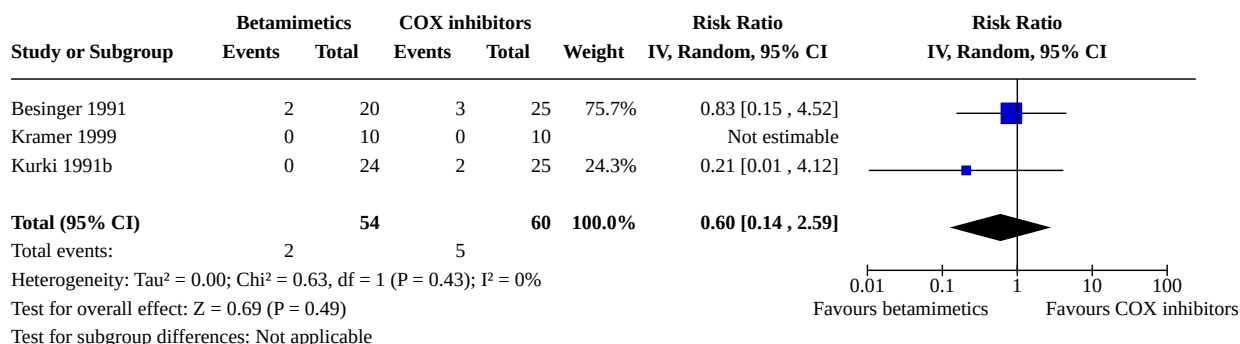 Betamimetics COX inhibitors Risk Ratio Risk Ratio
Study or Subgroup Events Total Events Total Weight IV, Random, 95% CI IV, Random, 95% CI
Besinger 1991 2 20 3 25 75.7% 0.83 [0.15 , 4.52]
Kramer 1999 0 10 0 10 Not estimable
Kurki 1991b 0 24 2 25 24.3% 0.21 [0.01 , 4.12]
Total (95% CI) 54 60 100.0% 0.60 [0.14 , 2.59]
Total events: 2 5
Heterogeneity: Tau² = 0.00; Chi² = 0.63, df = 1 (P = 0.43); I² = 0%
0.01 0.1 1 10 100
Test for overall effect: Z = 0.69 (P = 0.49)
Favours betamimetics Favours COX inhibitors
Test for subgroup differences: Not applicable